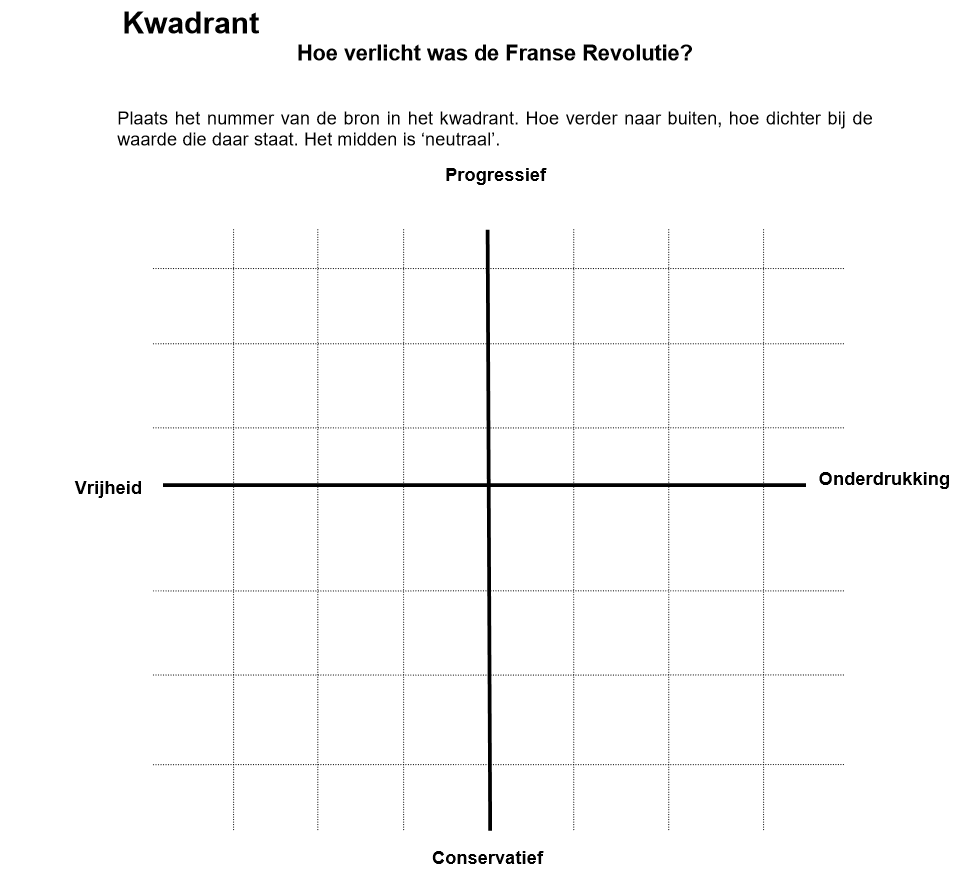 Kwadrant
Hoe verlicht was de Franse Revolutie?
Plaats het nummer van de bron in het kwadrant. Hoe verder naar buiten, hoe dichter bij de
waarde die daar staat. Het midden is ‘neutraal’.
Progressief
Vrijheid
Onderdrukking
Conservatief